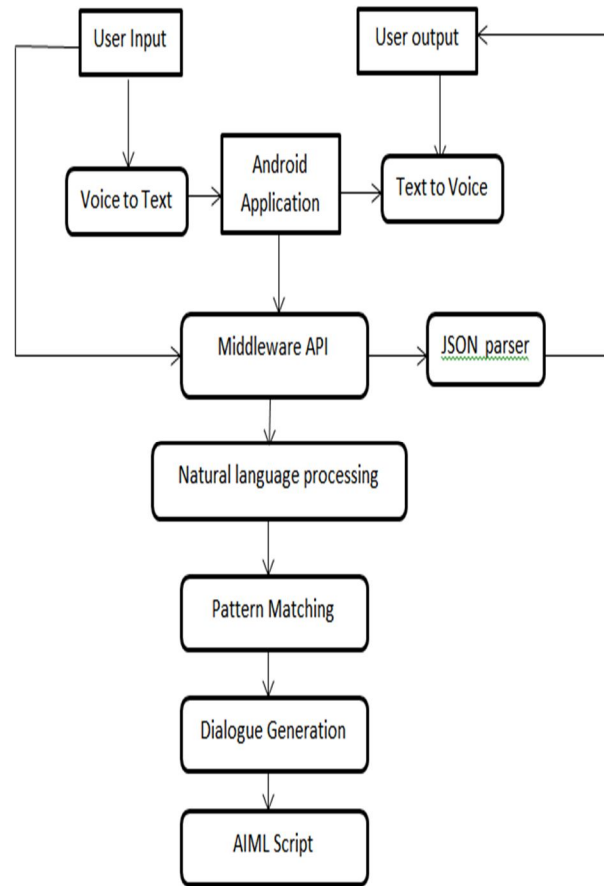 User Input
User output
Voice to Text
Android
Application
Text to Voice
Middleware API
JSON parser
Natural language processing
Pattern Matching
Dialogue Generation
AIML Script